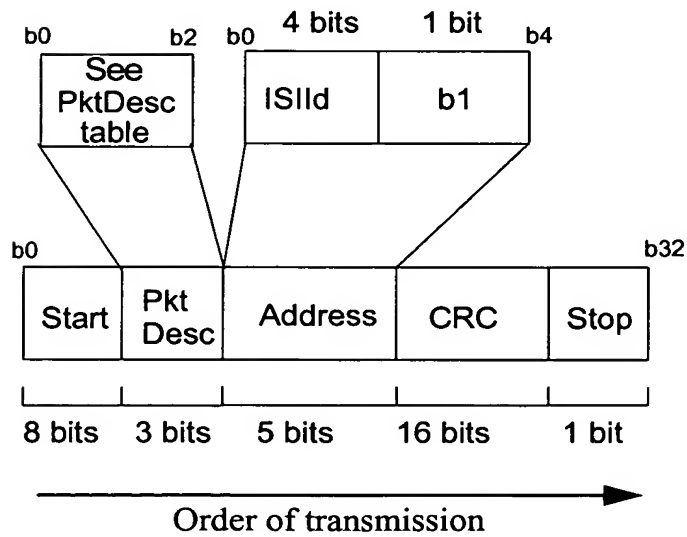 4 bits 1 bit
b0 b2 b0 b4
See
PktDesc
table
ISIId b1
b0 b32
Start Pkt
Desc Address CRC Stop
8 bits 3 bits 5 bits 16 bits 1 bit
Order of transmission